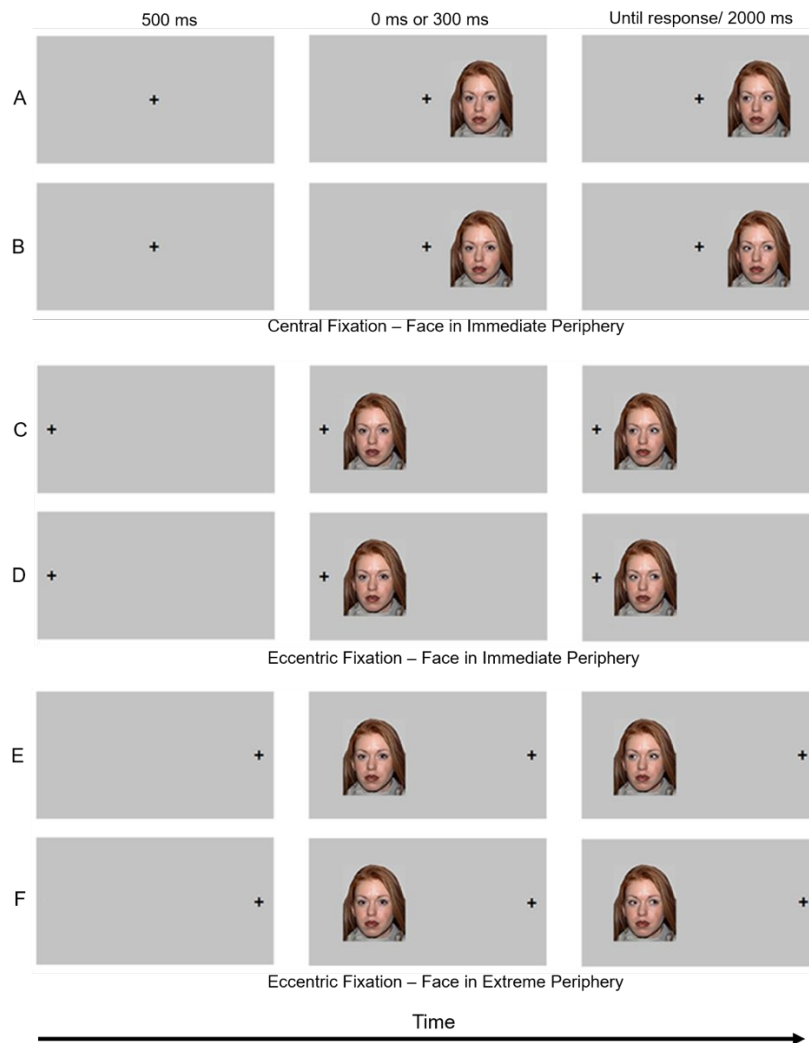 500 ms 0 ms or 300 ms Until response/ 2000 ms
A
B
Central Fixation – Face in Immediate Periphery
C
D
Eccentric Fixation – Face in Immediate Periphery
E
F
Eccentric Fixation – Face in Extreme Periphery
Time